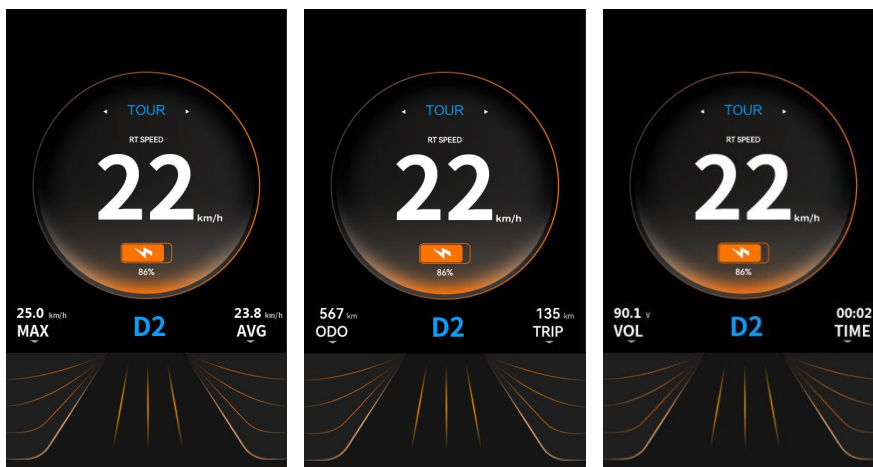 TOUR
RT SPEED
22 km/h
86%
25.0 km/h
MAX
D2
23.8 km/h
AVG
TOUR
RT SPEED
22 km/h
86%
567 km
ODO
D2
135 km
TRIP
TOUR
RT SPEED
22 km/h
86%
90.1 V
VOL
D2
00:02
TIME